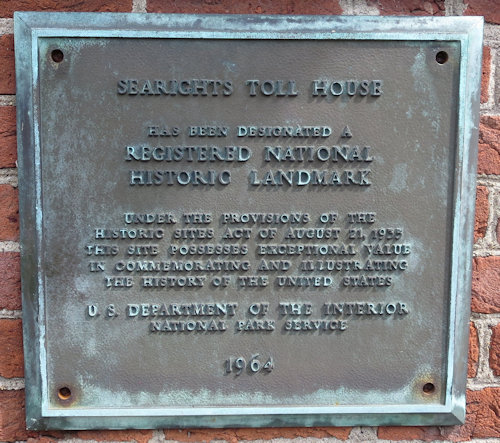 SEARIGHTS TOLL HOUSE
HAS BEEN DESIGNATED A
REGISTERED NATIONAL
HISTORIC LANDMARK
UNDER THE PROVISIONS OF THE
HISTORIC SITES ACT OF AUGUST 21, 1935
THIS SITE POSSESSES EXCEPTIONAL VALUE
IN COMMEMORATING AND ILLUSTRATING
THE HISTORY OF THE UNITED STATES
U. S. DEPARTMENT OF THE INTERIOR
NATIONAL PARK SERVICE
1964